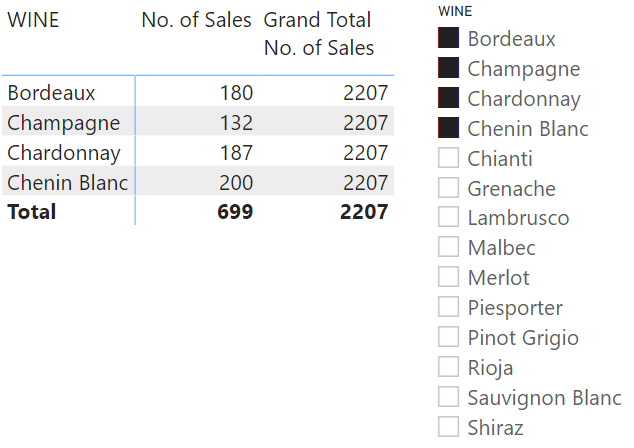 WINE No. of Sales Grand Total
No. of Sales
Bordeaux 180 2207
Champagne 132 2207
Chardonnay 187 2207
Chenin Blanc 200 2207
Total 699 2207
WINE
Bordeaux
Champagne
Chardonnay
Chenin Blanc
Chianti
Grenache
Lambrusco
Malbec
Merlot
Piesporter
Pinot Grigio
Rioja
Sauvignon Blanc
Shiraz